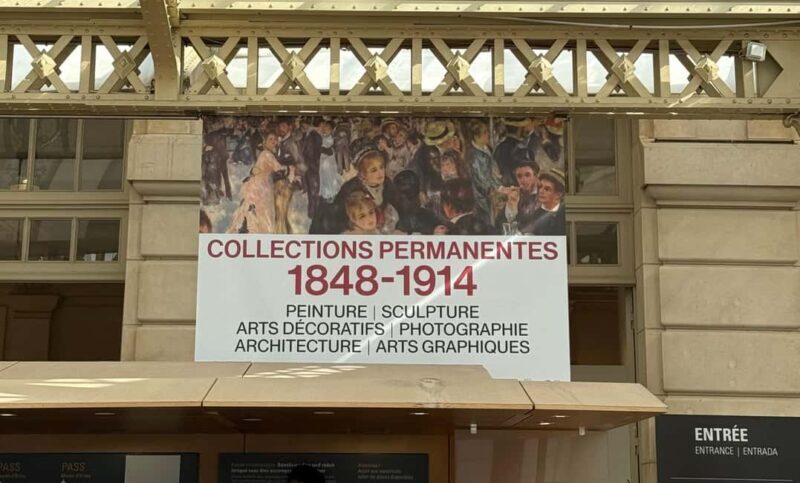 COLLECTIONS PERMANENTES
1848-1914
PEINTURE | SCULPTURE
ARTS DÉCORATIFS | PHOTOGRAPHIE
ARCHITECTURE | ARTS GRAPHIQUES
ENTRÉE
ENTRANCE | ENTRADA
PASS
PASS